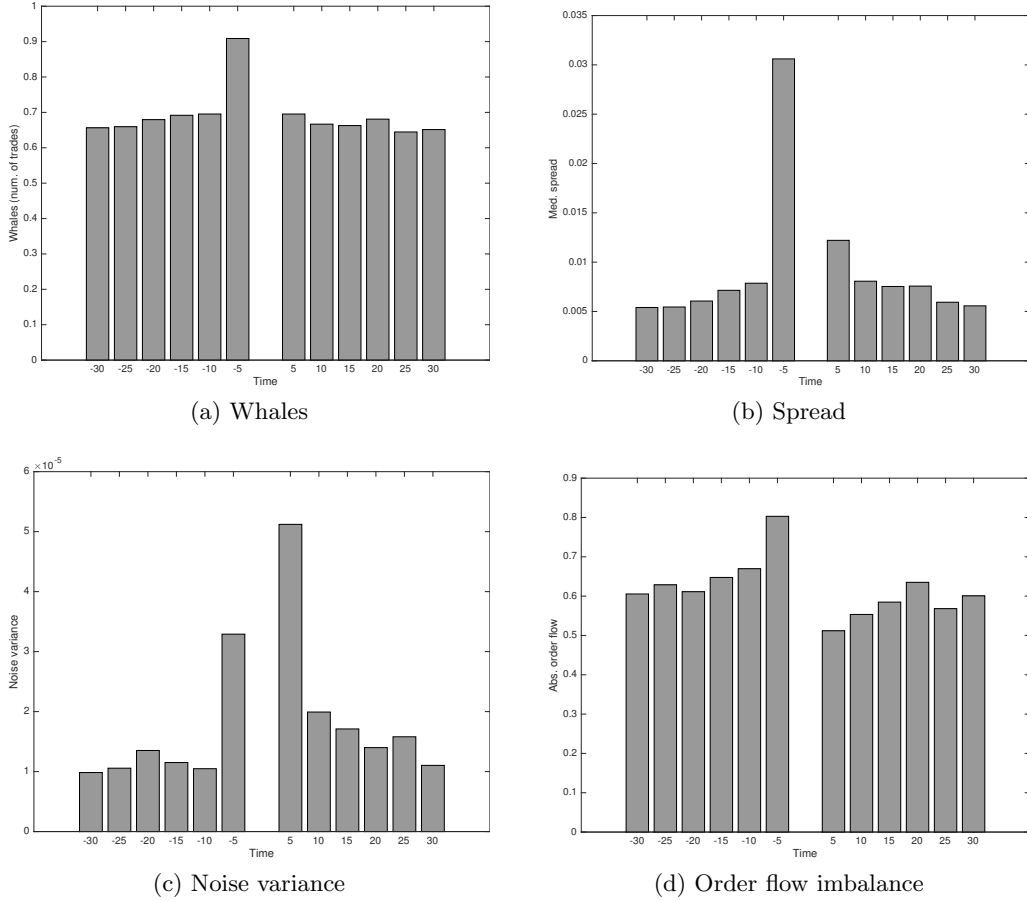 1
0.9
0.8
0.7
0.6
0.5
0.4
0.3
0.2
0.1
0
Whales (num. of trades)
-30 -25 -20 -15 -10 -5 5 10 15 20 25 30
Time
(a) Whales
0.035
0.03
0.025
0.02
0.015
0.01
0.005
0
Med. spread
-30 -25 -20 -15 -10 -5 5 10 15 20 25 30
Time
(b) Spread
×10⁻⁵
6
5
4
3
2
1
0
Noise variance
-30 -25 -20 -15 -10 -5 5 10 15 20 25 30
Time
(c) Noise variance
0.9
0.8
0.7
0.6
0.5
0.4
0.3
0.2
0.1
0
Abs. order flow
-30 -25 -20 -15 -10 -5 5 10 15 20 25 30
Time
(d) Order flow imbalance